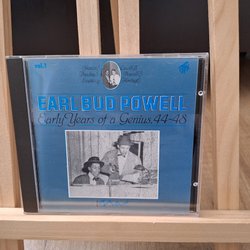 vol.1
EARL BUD POWELL
Early Years of a Genius, 44-48